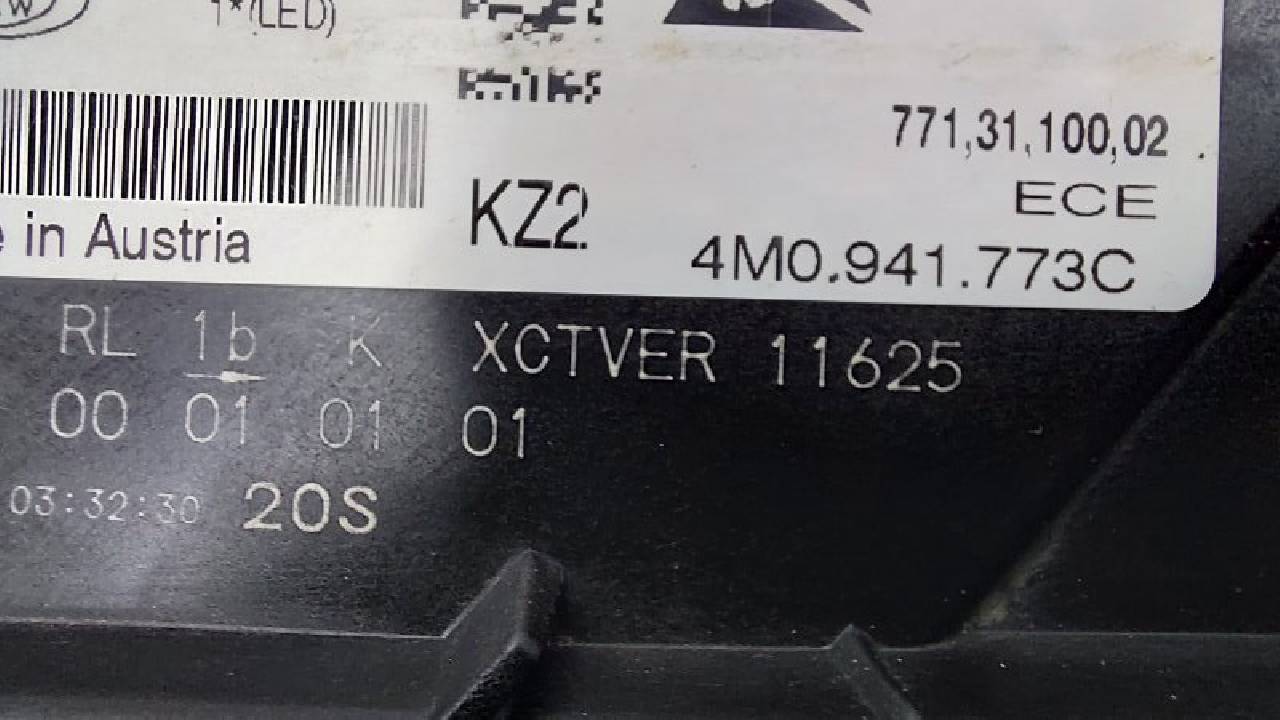 1*(LED)
771,31,100,02
ECE
KZ2
in Austria
4M0.941.773C
RL 1b K XCTVER 11625
00 01 01 01
03:32:30 20S